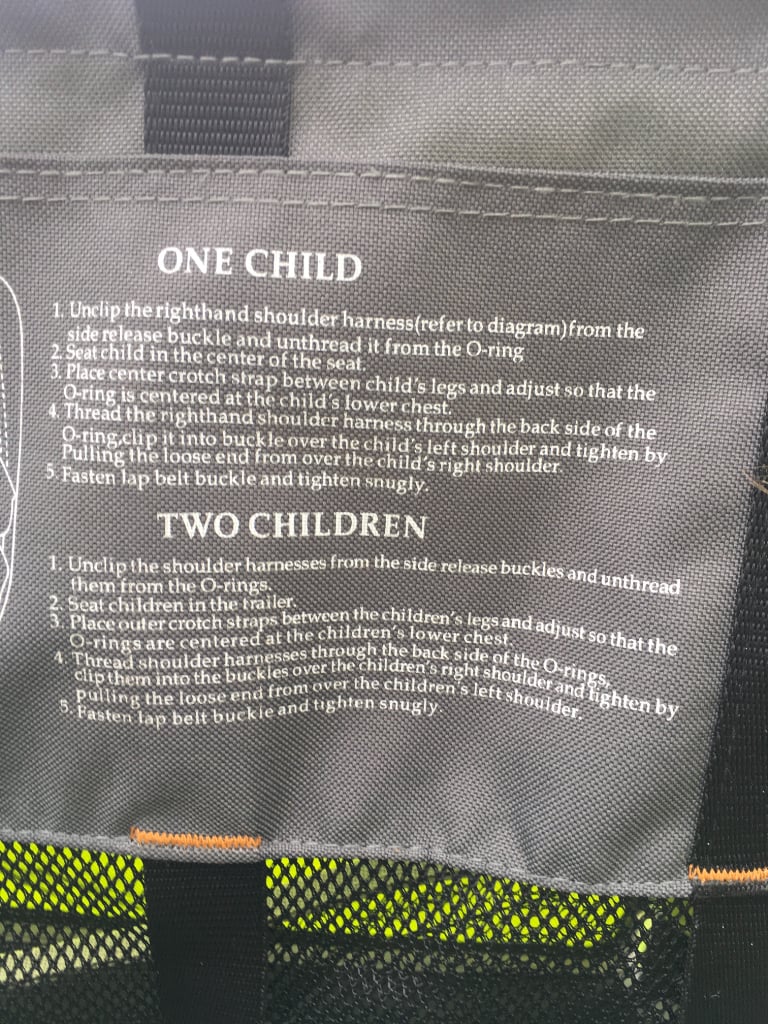 ONE CHILD
1. Unclip the righthand shoulder harness(refer to diagram)from the
side release buckle and unthread it from the O-ring
2. Seat child in the center of the seat.
3. Place center crotch strap between child's legs and adjust so that the
O-ring is centered at the child's lower chest.
4. Thread the righthand shoulder harness through the back side of the
O-ring,clip it into buckle over the child's left shoulder and tighten by
Pulling the loose end from over the child's right shoulder.
5 Fasten lap belt buckle and tighten snugly.
TWO CHILDREN
1. Unclip the shoulder harnesses from the side release buckles and unthread
them from the O-rings.
2. Seat children in the trailer.
3. Place outer crotch straps between the children's legs and adjust so that the
O-rings are centered at the children's lower chest
4. Thread shoulder harnesses through the back side of the O-rings,
clip them into the buckles over the children's right shoulder and tighten by
pulling the loose end from over the children's left shoulder.
5. Fasten lap belt buckle and tighten snugly.